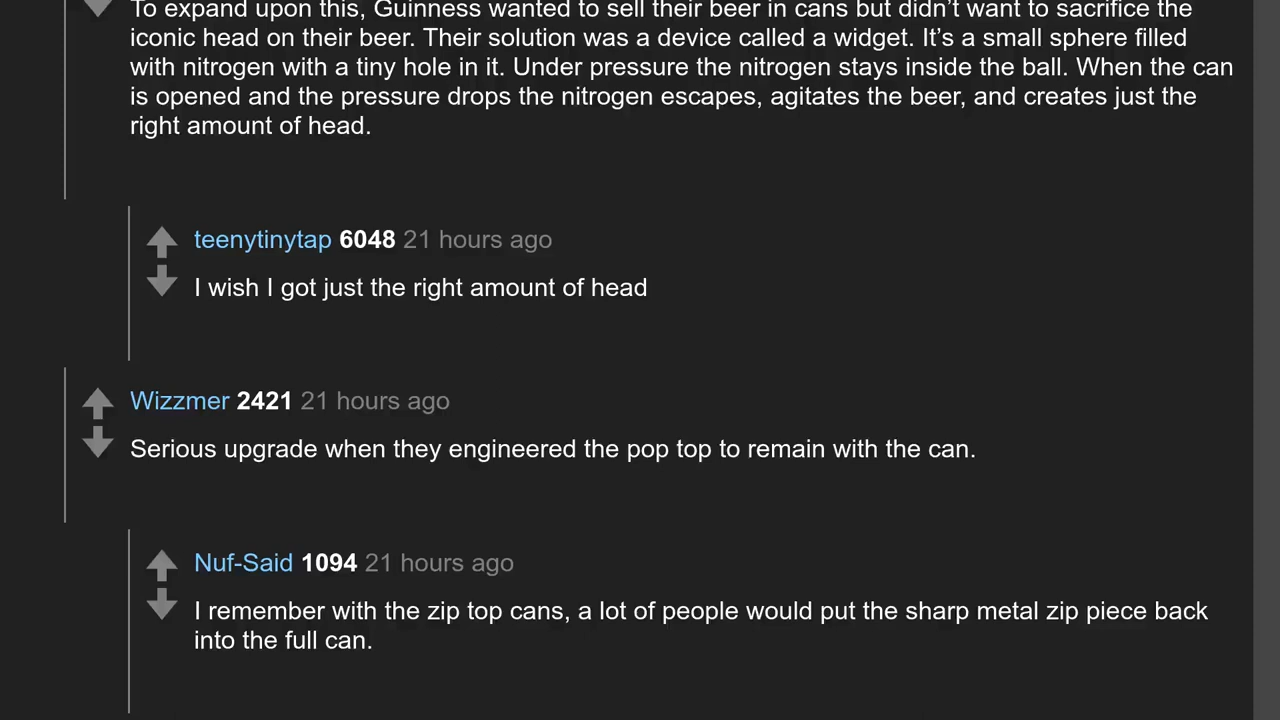 To expand upon this, Guinness wanted to sell their beer in cans but didn’t want to sacrifice the
iconic head on their beer. Their solution was a device called a widget. It’s a small sphere filled
with nitrogen with a tiny hole in it. Under pressure the nitrogen stays inside the ball. When the can
is opened and the pressure drops the nitrogen escapes, agitates the beer, and creates just the
right amount of head.
teenytinytap 6048 21 hours ago
I wish I got just the right amount of head
Wizzmer 2421 21 hours ago
Serious upgrade when they engineered the pop top to remain with the can.
Nuf-Said 1094 21 hours ago
I remember with the zip top cans, a lot of people would put the sharp metal zip piece back
into the full can.